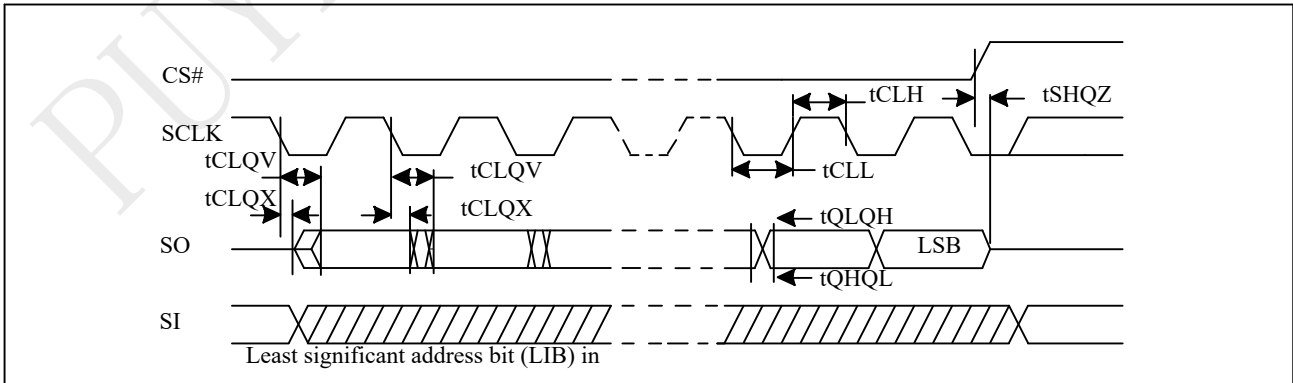 PUY
CS#
tCLH
tSHQZ
SCLK
tCLQV
tCLQV
tCLL
tCLQX
tCLQX
tQLQH
SO
LSB
tQHQL
SI
Least significant address bit (LIB) in